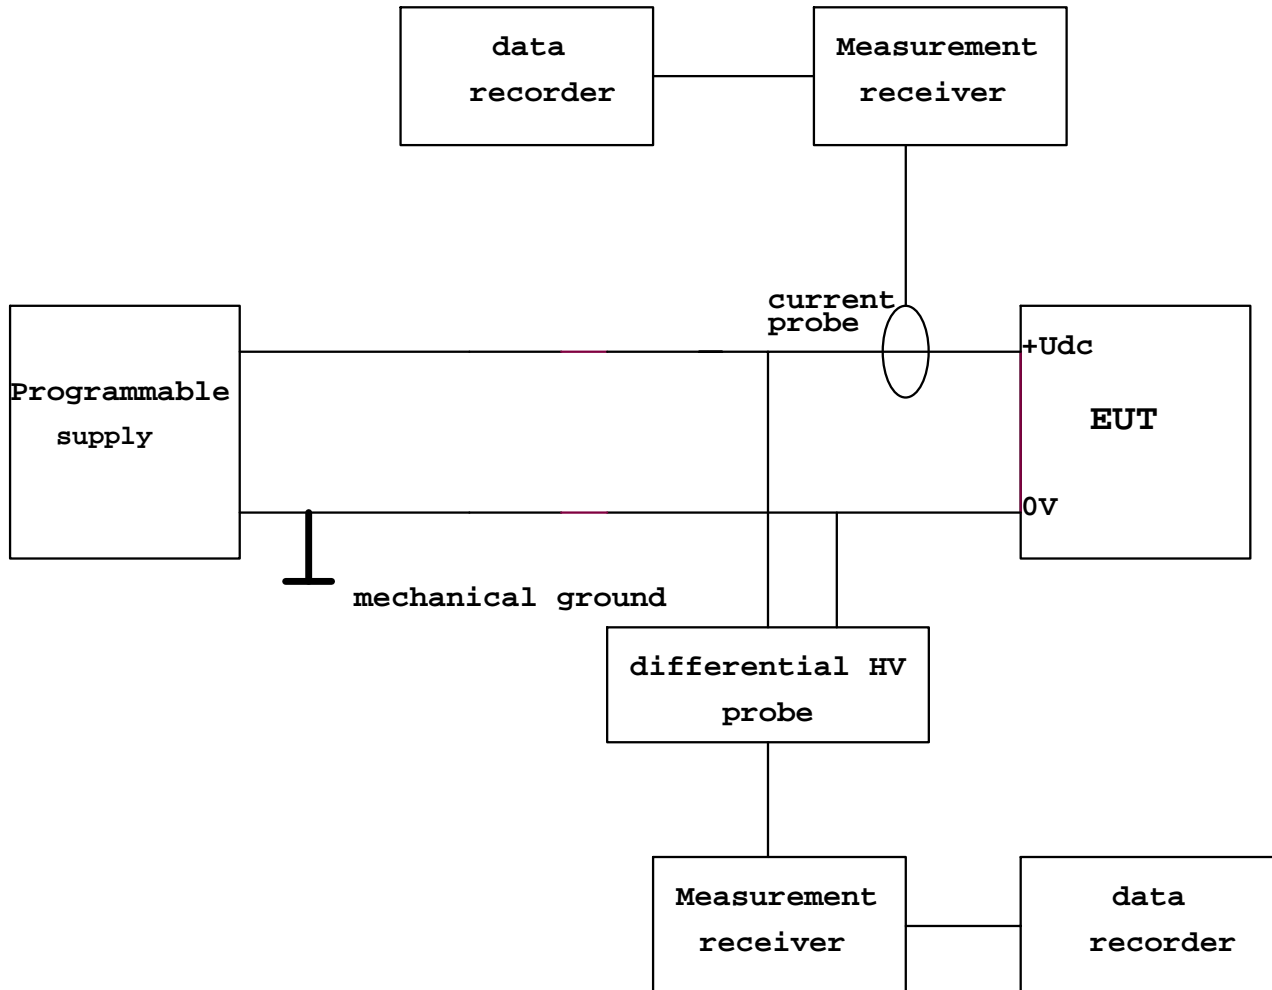 data
recorder
Measurement
receiver
current
probe
Programmable
supply
+Udc
EUT
0V
mechanical ground
differential HV
probe
Measurement
receiver
data
recorder